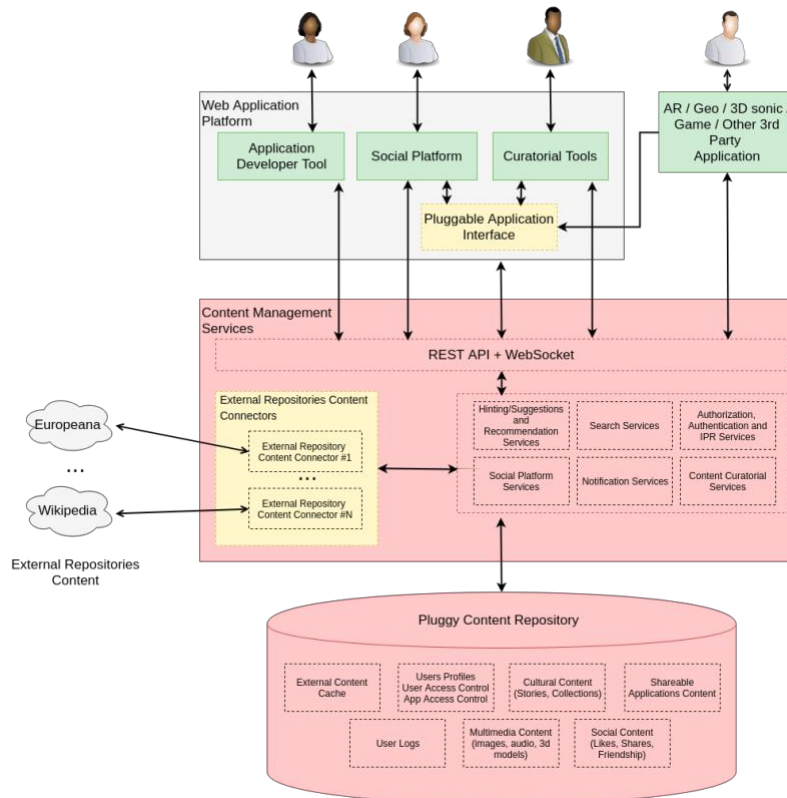 Web Application
Platform
Application
Developer Tool
Social Platform
Curatorial Tools
AR / Geo / 3D sonic /
Game / Other 3rd
Party
Application
Pluggable Application
Interface
Content Management
Services
REST API + WebSocket
External Repositories Content
Connectors
External Repository
Content Connector #1
...
External Repository
Content Connector #N
Hinting/Suggestions
and
Recommendation
Services
Search Services
Authorization,
Authentication and
IPR Services
Social Platform
Services
Notification Services
Content Curatorial
Services
Europeana
...
Wikipedia
External Repositories
Content
Pluggy Content Repository
External Content
Cache
Users Profiles
User Access Control
App Access Control
Cultural Content
(Stories, Collections)
Shareable
Applications Content
User Logs
Multimedia Content
(images, audio, 3d
models)
Social Content
(Likes, Shares,
Friendship)